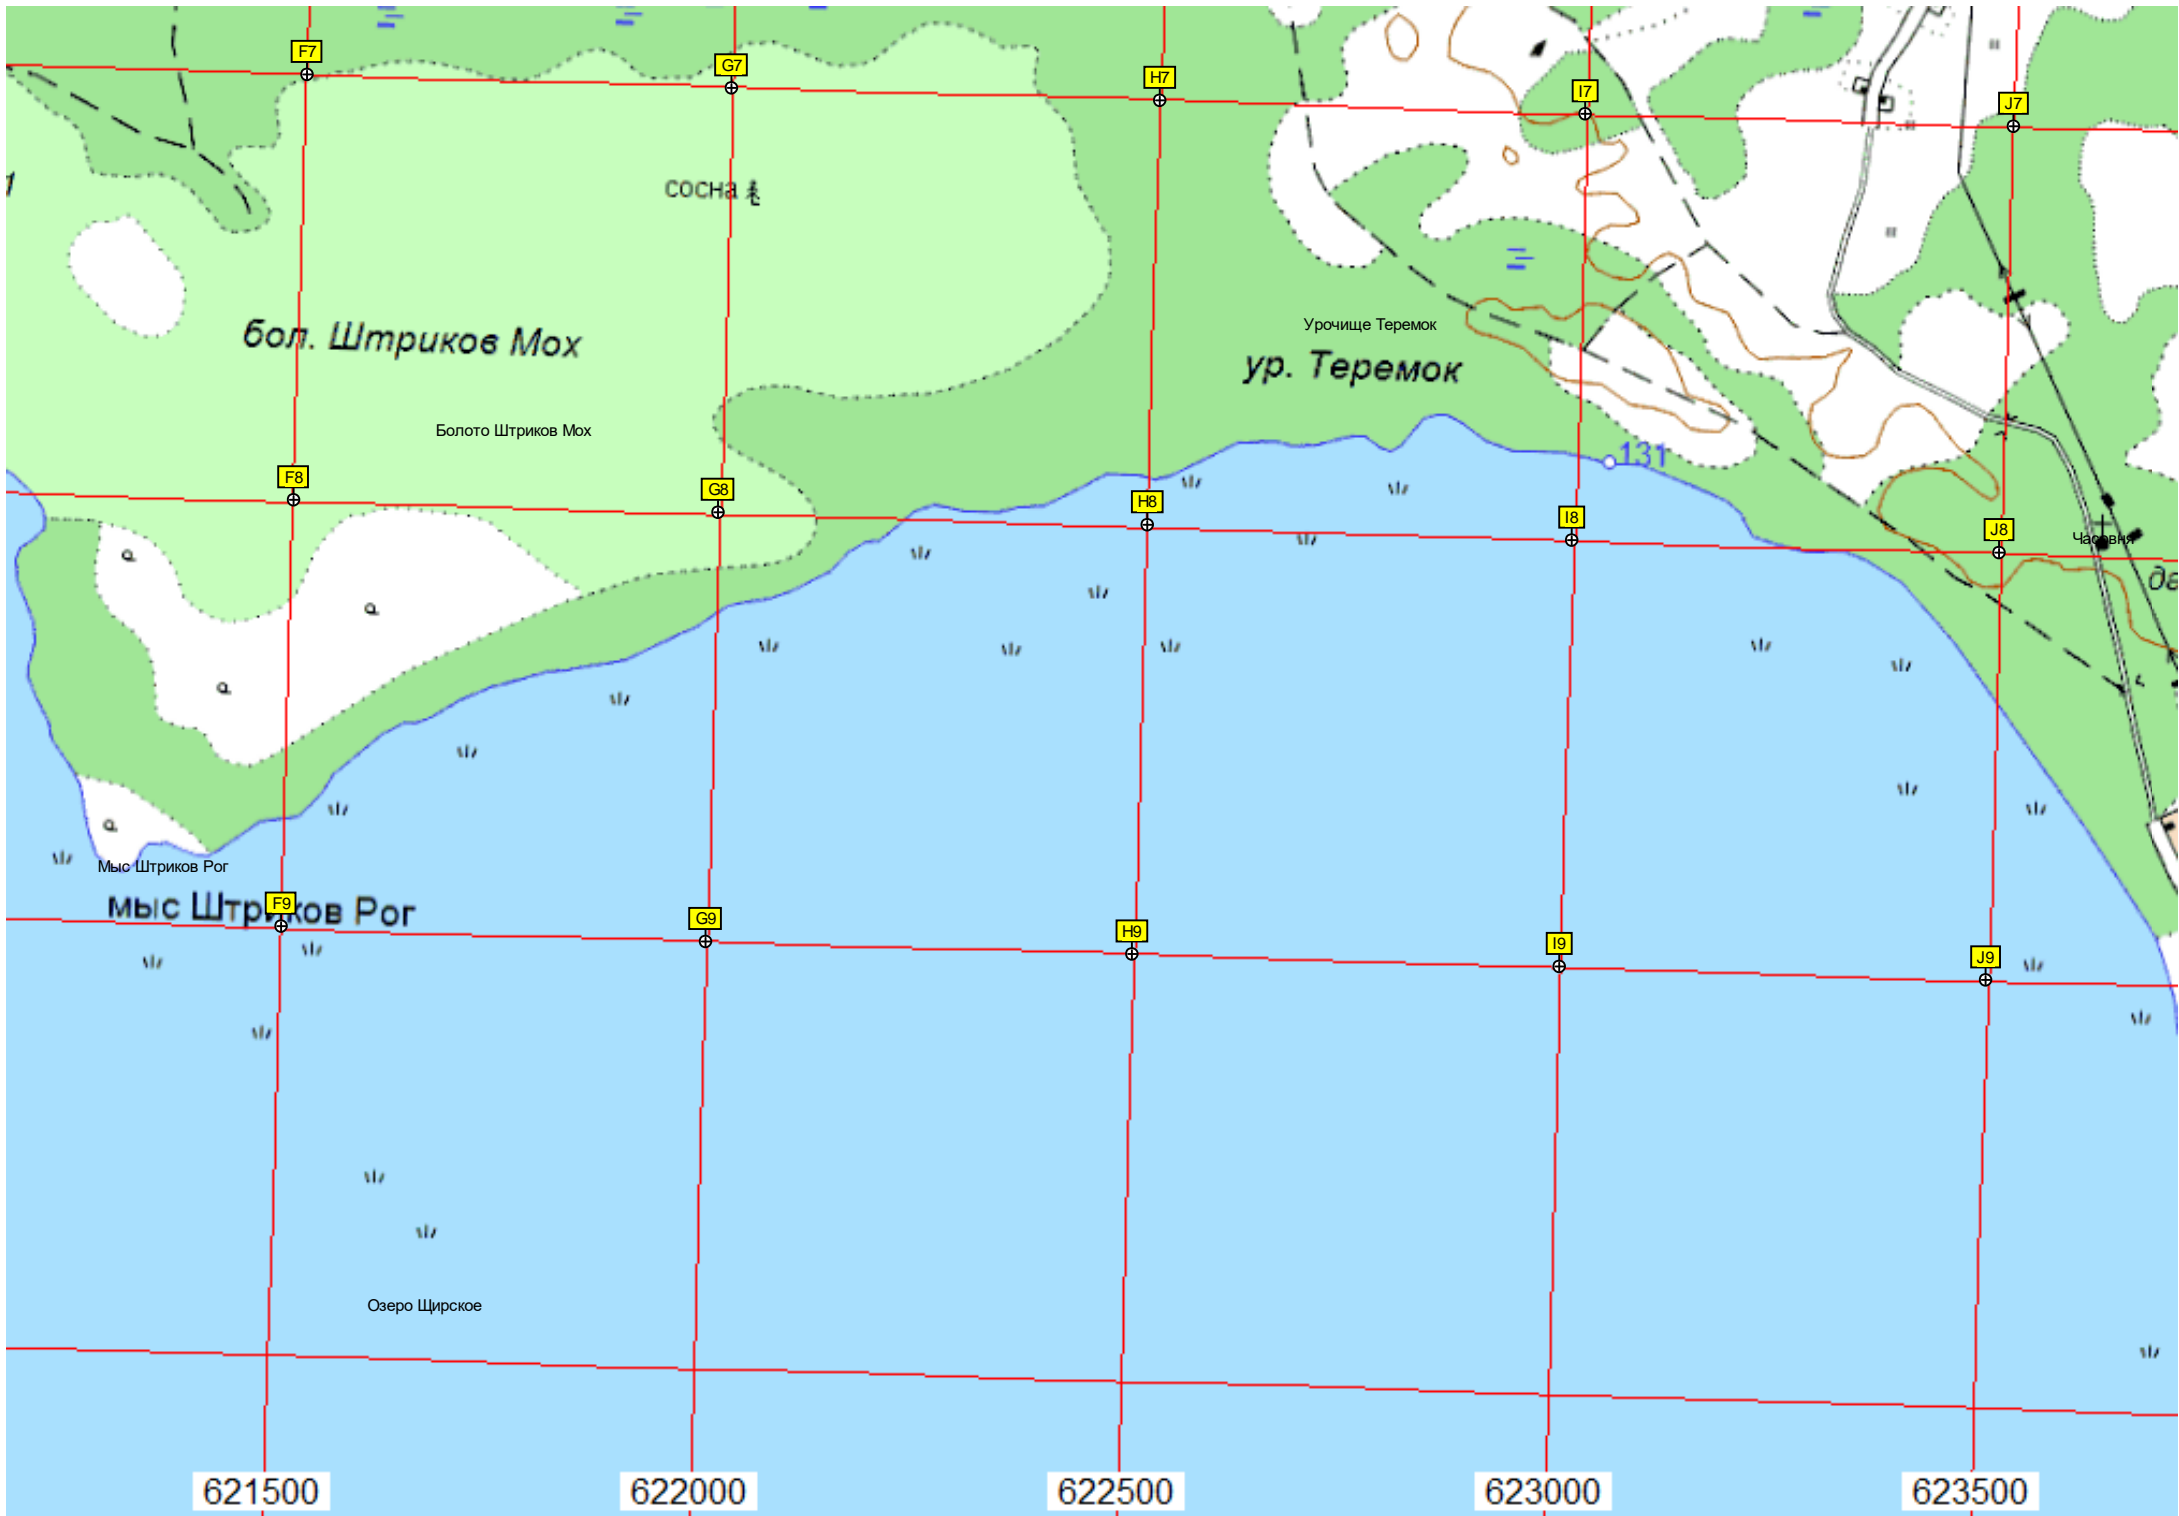 F7
G7
H7
I7
J7
сосна
бол. Штриков Мох
Урочище Теремок
ур. Теремок
Болото Штриков Мох
131
F8
G8
H8
I8
J8
Часовня
Мыс Штриков Рог
мыс Штриков Рог
F9
G9
H9
I9
J9
Озеро Щирское
621500 622000 622500 623000 623500